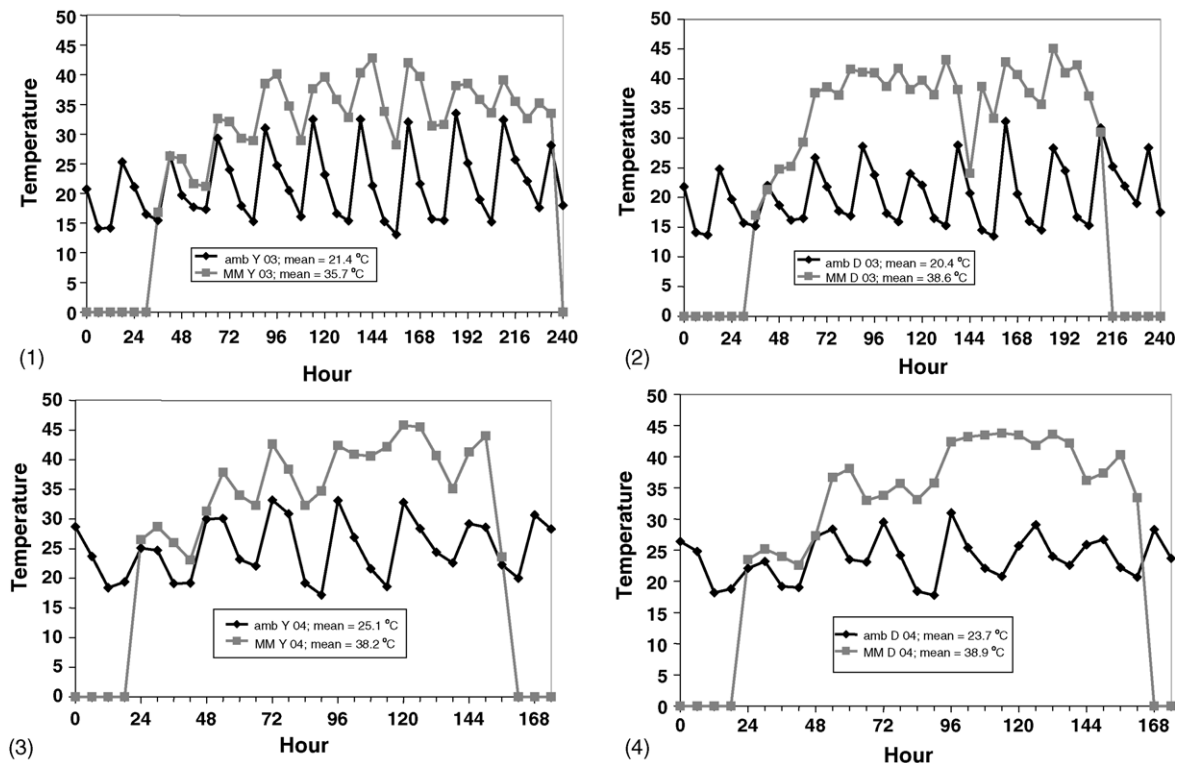 50
45
40
35
30
25
20
15
10
5
0
Temperature
amb Y 03; mean = 21.4 °C
MM Y 03; mean = 35.7 °C
0 24 48 72 96 120 144 168 192 216 240
(1)
Hour
50
45
40
35
30
25
20
15
10
5
0
Temperature
amb D 03; mean = 20.4 °C
MM D 03; mean = 38.6 °C
0 24 48 72 96 120 144 168 192 216 240
(2)
Hour
50
45
40
35
30
25
20
15
10
5
0
Temperature
amb Y 04; mean = 25.1 °C
MM Y 04; mean = 38.2 °C
0 24 48 72 96 120 144 168
(3)
Hour
50
45
40
35
30
25
20
15
10
5
0
Temperature
amb D 04; mean = 23.7 °C
MM D 04; mean = 38.9 °C
0 24 48 72 96 120 144 168
(4)
Hour